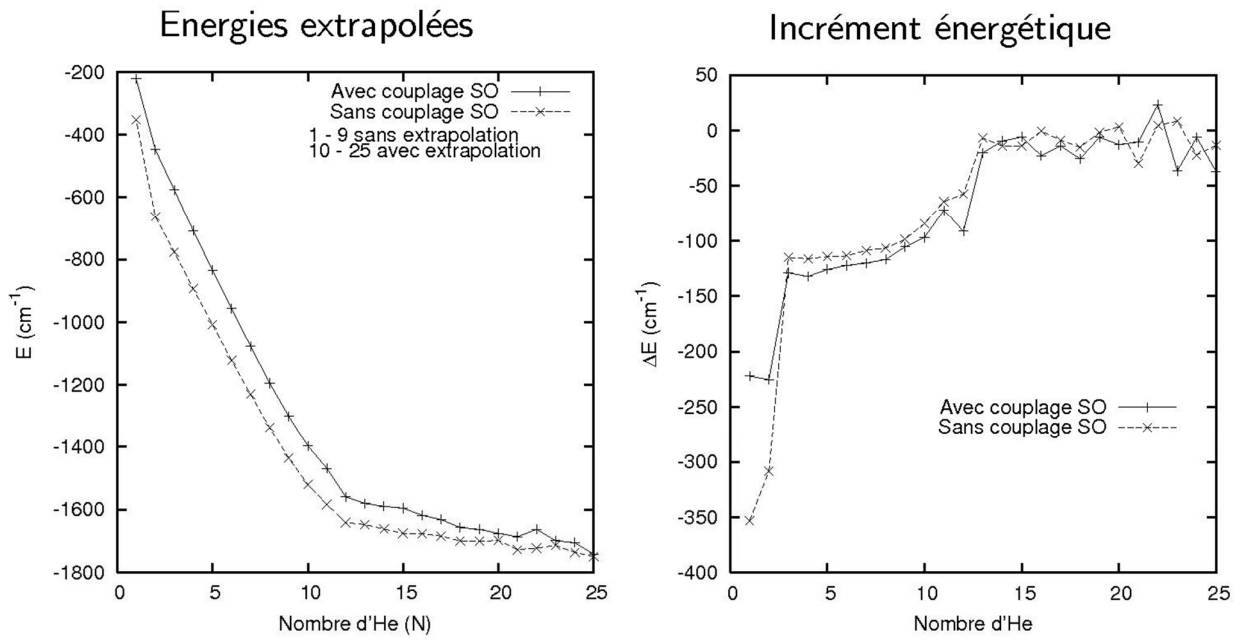 Energies extrapolées
Incrément énergétique
-200
-400
-600
-800
-1000
-1200
-1400
-1600
-1800
E (cm-1)
Avec couplage SO
Sans couplage SO
1 - 9 sans extrapolation
10 - 25 avec extrapolation
0 5 10 15 20 25
Nombre d'He (N)
50
0
-50
-100
-150
-200
-250
-300
-350
-400
ΔE (cm-1)
Avec couplage SO
Sans couplage SO
0 5 10 15 20 25
Nombre d'He